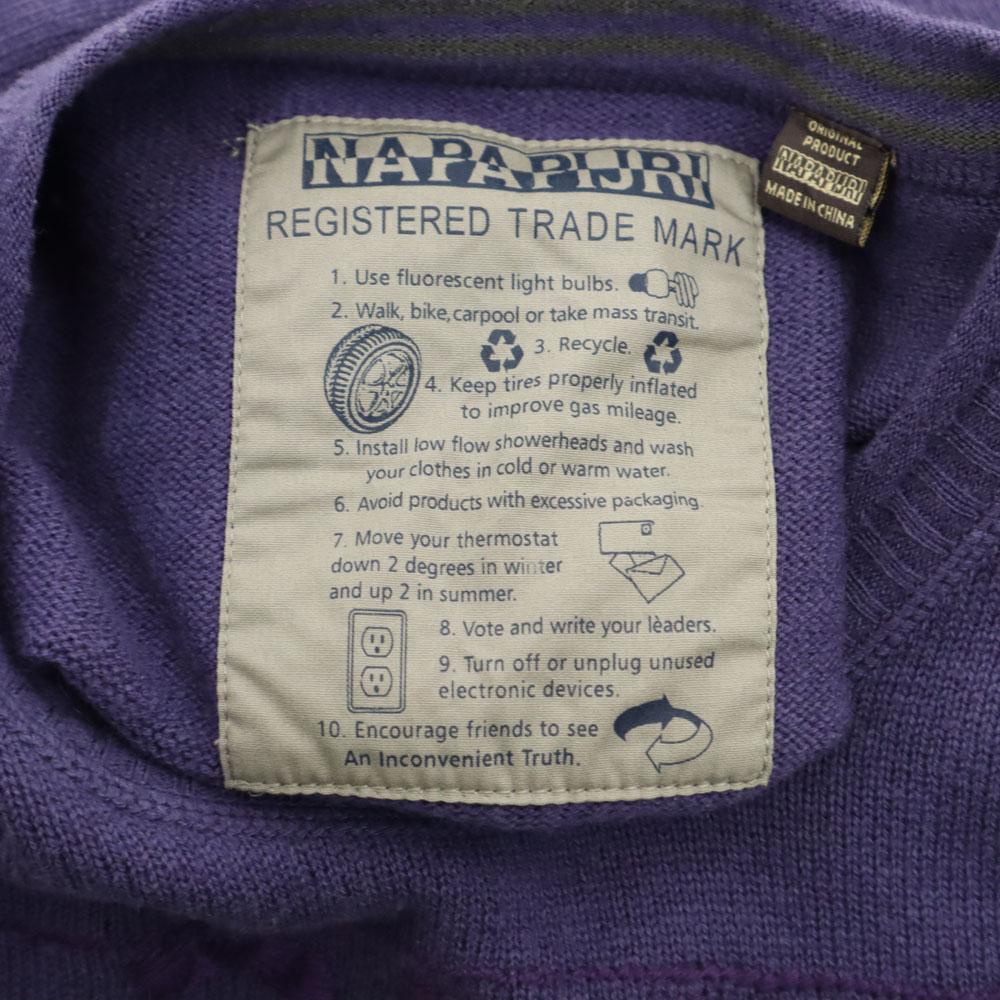 NAPAPIJRI
REGISTERED TRADE MARK
1. Use fluorescent light bulbs.
2. Walk, bike, carpool or take mass transit.
3. Recycle.
4. Keep tires properly inflated
to improve gas mileage.
5. Install low flow showerheads and wash
your clothes in cold or warm water.
6. Avoid products with excessive packaging.
7. Move your thermostat
down 2 degrees in winter
and up 2 in summer.
8. Vote and write your leaders.
9. Turn off or unplug unused
electronic devices.
10. Encourage friends to see
An Inconvenient Truth.
ORIGINAL
PRODUCT
NAPAPIJRI
MADE IN CHINA